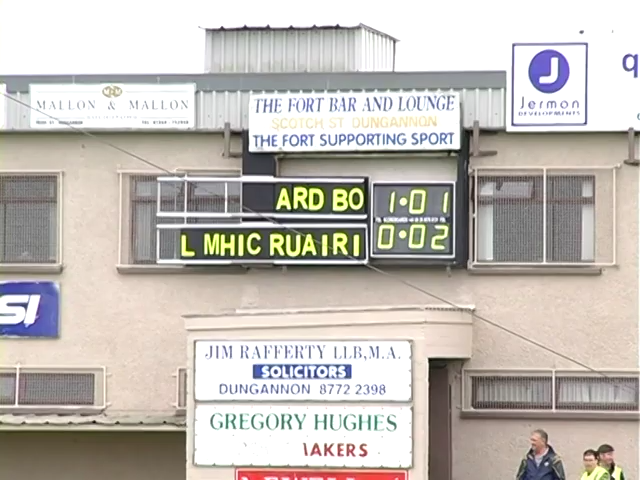 MALLON & MALLON
THE FORT BAR AND LOUNGE
SCOTCH ST DUNGANNON
THE FORT SUPPORTING SPORT
J
Jermon
DEVELOPMENTS
q
ARD BO 1·01
L MHIC RUAIRI 0·02
SI
JIM RAFFERTY LLB,M.A.
SOLICITORS
DUNGANNON 8772 2398
GREGORY HUGHES
AKERS